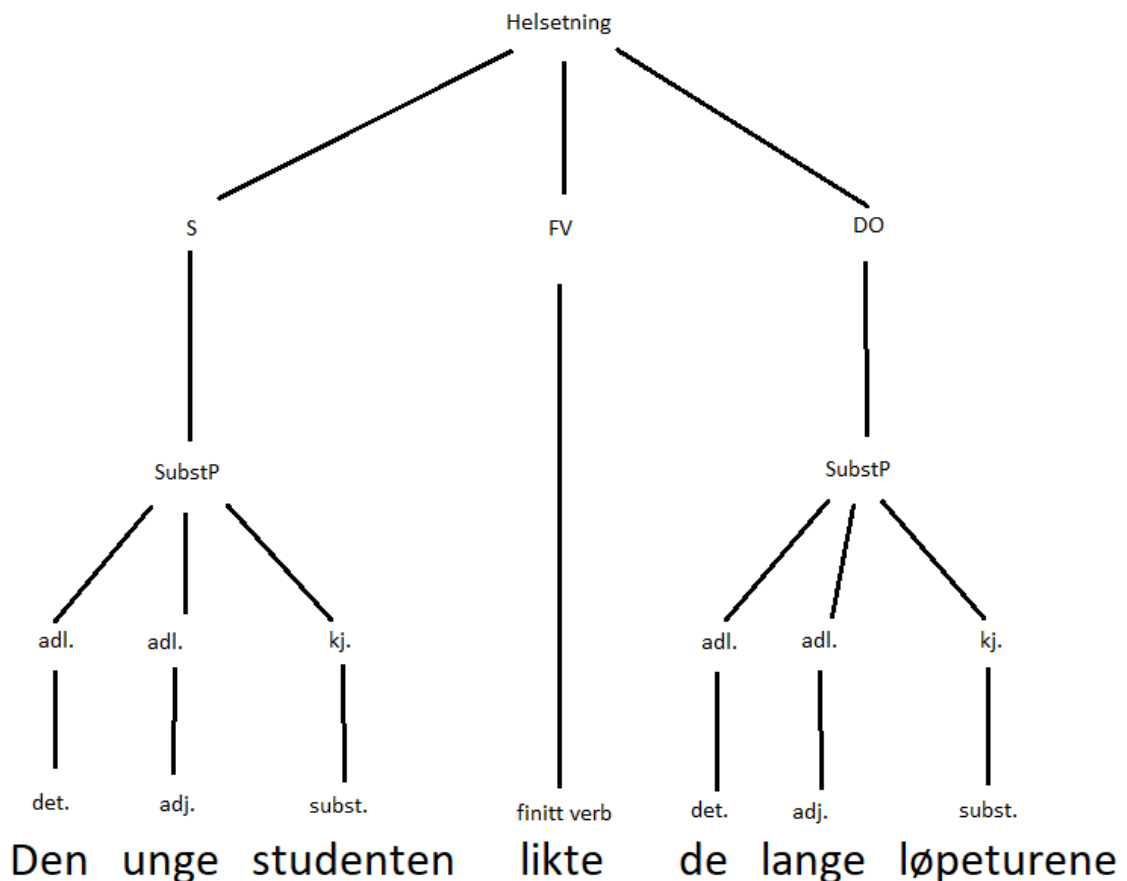 Helsetning
S FV DO
SubstP SubstP
adl. adl. kj. adl. adl. kj.
det. adj. subst. finitt verb det. adj. subst.
Den unge studenten likte de lange løpeturene